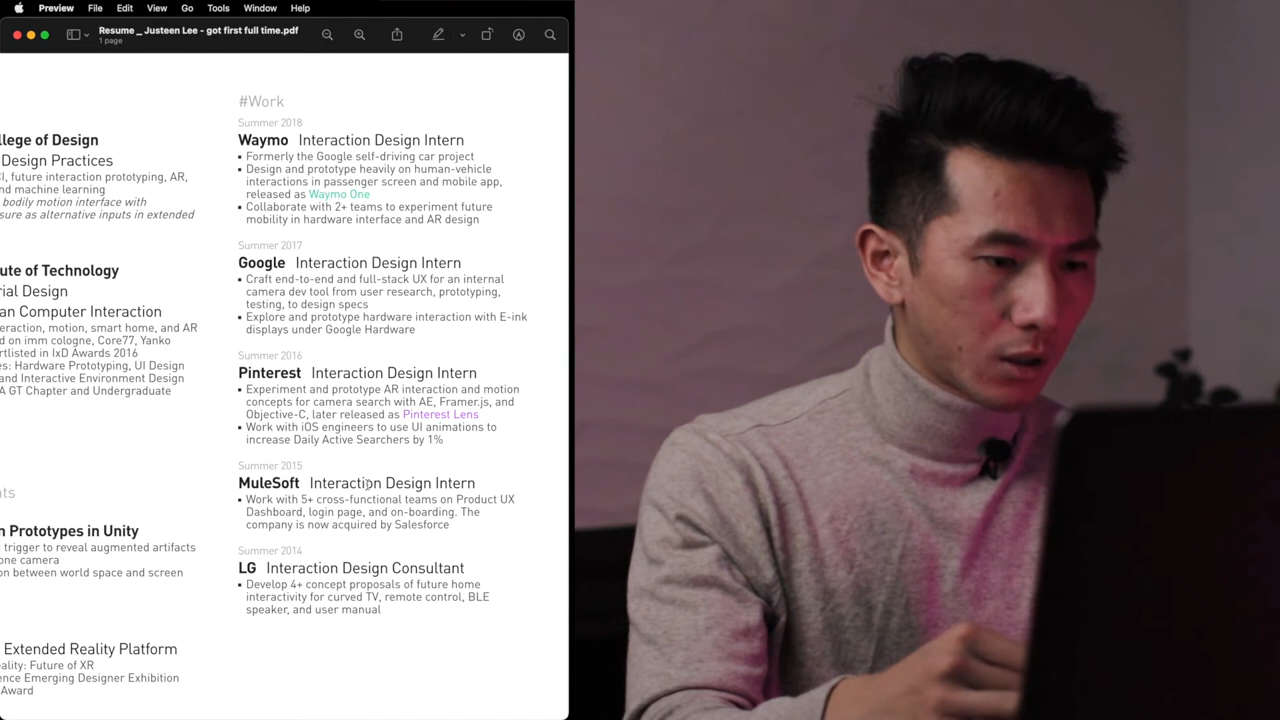 Preview File Edit View Go Tools Window Help
Resume _ Justeen Lee - got first full time.pdf
1 page
llege of Design
Design Practices
CI, future interaction prototyping, AR,
nd machine learning
bodily motion interface with
sure as alternative inputs in extended
ute of Technology
rial Design
an Computer Interaction
eraction, motion, smart home, and AR
d on imm cologne, Core77, Yanko
ortlisted in IxD Awards 2016
es: Hardware Prototyping, UI Design
and Interactive Environment Design
A GT Chapter and Undergraduate
nts
n Prototypes in Unity
trigger to reveal augmented artifacts
one camera
on between world space and screen
Extended Reality Platform
eality: Future of XR
ence Emerging Designer Exhibition
Award
#Work
Summer 2018
Waymo Interaction Design Intern
▪ Formerly the Google self-driving car project
▪ Design and prototype heavily on human-vehicle
interactions in passenger screen and mobile app,
released as Waymo One
▪ Collaborate with 2+ teams to experiment future
mobility in hardware interface and AR design
Summer 2017
Google Interaction Design Intern
▪ Craft end-to-end and full-stack UX for an internal
camera dev tool from user research, prototyping,
testing, to design specs
▪ Explore and prototype hardware interaction with E-ink
displays under Google Hardware
Summer 2016
Pinterest Interaction Design Intern
▪ Experiment and prototype AR interaction and motion
concepts for camera search with AE, Framer.js, and
Objective-C, later released as Pinterest Lens
▪ Work with iOS engineers to use UI animations to
increase Daily Active Searchers by 1%
Summer 2015
MuleSoft Interaction Design Intern
▪ Work with 5+ cross-functional teams on Product UX
Dashboard, login page, and on-boarding. The
company is now acquired by Salesforce
Summer 2014
LG Interaction Design Consultant
▪ Develop 4+ concept proposals of future home
interactivity for curved TV, remote control, BLE
speaker, and user manual